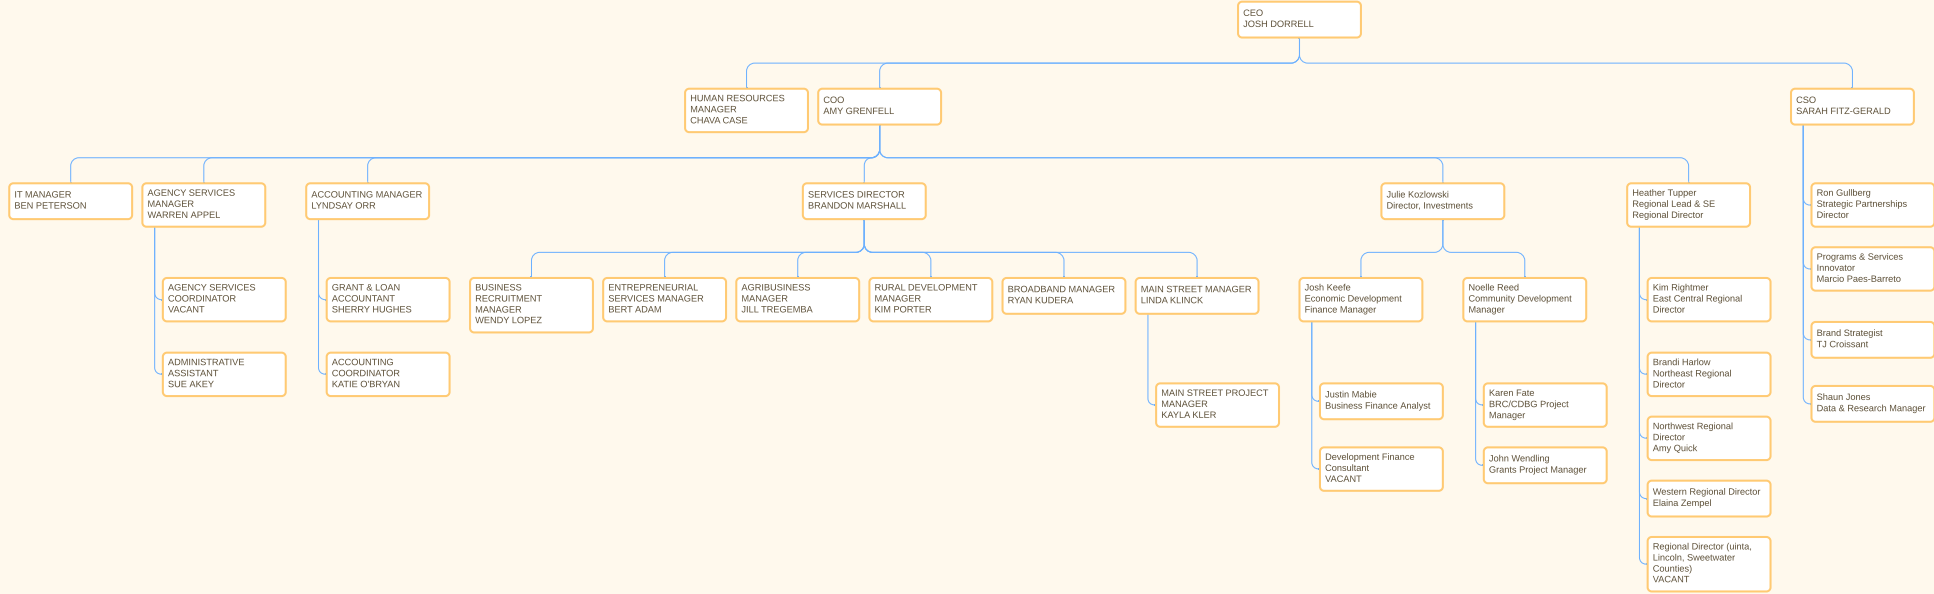 CEO
JOSH DORRELL
HUMAN RESOURCES
MANAGER
CHAVA CASE
COO
AMY GRENFELL
CSO
SARAH FITZ-GERALD
IT MANAGER
BEN PETERSON
AGENCY SERVICES
MANAGER
WARREN APPEL
ACCOUNTING MANAGER
LYNDSAY ORR
SERVICES DIRECTOR
BRANDON MARSHALL
Julie Kozlowski
Director, Investments
Heather Tupper
Regional Lead & SE
Regional Director
Ron Gullberg
Strategic Partnerships
Director
Programs & Services
Innovator
Marcio Paes-Barreto
Brand Strategist
TJ Croissant
Shaun Jones
Data & Research Manager
AGENCY SERVICES
COORDINATOR
VACANT
ADMINISTRATIVE
ASSISTANT
SUE AKEY
GRANT & LOAN
ACCOUNTANT
SHERRY HUGHES
ACCOUNTING
COORDINATOR
KATIE O'BRYAN
BUSINESS
RECRUITMENT
MANAGER
WENDY LOPEZ
ENTREPRENEURIAL
SERVICES MANAGER
BERT ADAM
AGRIBUSINESS
MANAGER
JILL TREGEMBA
RURAL DEVELOPMENT
MANAGER
KIM PORTER
BROADBAND MANAGER
RYAN KUDERA
MAIN STREET MANAGER
LINDA KLINCK
MAIN STREET PROJECT
MANAGER
KAYLA KLER
Josh Keefe
Economic Development
Finance Manager
Justin Mabie
Business Finance Analyst
Development Finance
Consultant
VACANT
Noelle Reed
Community Development
Manager
Karen Fate
BRC/CDBG Project
Manager
John Wendling
Grants Project Manager
Kim Rightmer
East Central Regional
Director
Brandi Harlow
Northeast Regional
Director
Northwest Regional
Director
Amy Quick
Western Regional Director
Elaina Zempel
Regional Director (uinta,
Lincoln, Sweetwater
Counties)
VACANT